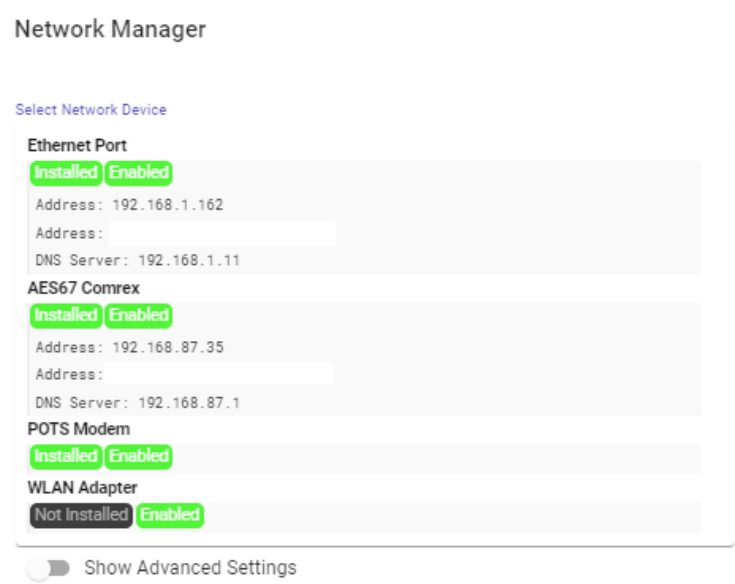 Network Manager
Select Network Device
Ethernet Port
Installed Enabled
Address: 192.168.1.162
Address:
DNS Server: 192.168.1.11
AES67 Comrex
Installed Enabled
Address: 192.168.87.35
Address:
DNS Server: 192.168.87.1
POTS Modem
Installed Enabled
WLAN Adapter
Not Installed Enabled
Show Advanced Settings